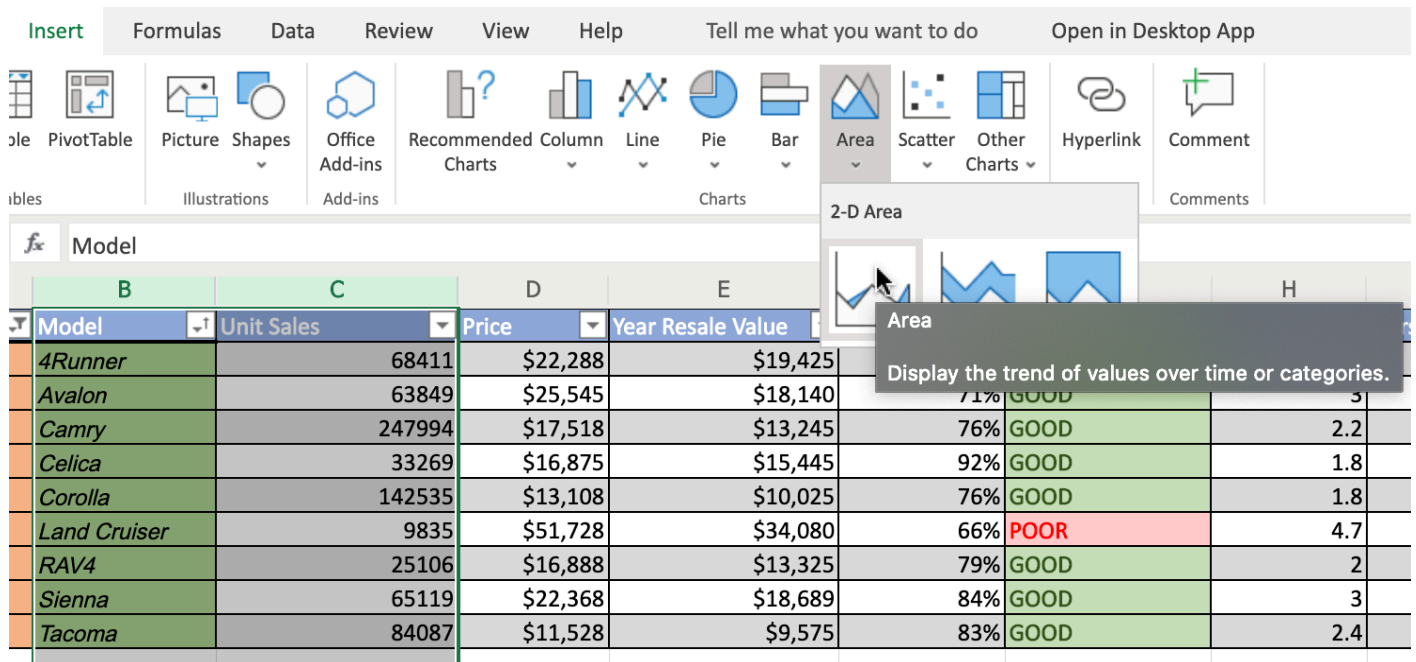 Insert Formulas Data Review View Help Tell me what you want to do Open in Desktop App
PivotTable Picture Shapes Office Add-ins Recommended Charts Column Line Pie Bar Area Scatter Other Charts Hyperlink Comment
Illustrations Add-ins Charts Comments
2-D Area
fx Model
B C D E H
Model Unit Sales Price Year Resale Value
Area
Display the trend of values over time or categories.
4Runner 68411 $22,288 $19,425
Avalon 63849 $25,545 $18,140 71% GOOD 3
Camry 247994 $17,518 $13,245 76% GOOD 2.2
Celica 33269 $16,875 $15,445 92% GOOD 1.8
Corolla 142535 $13,108 $10,025 76% GOOD 1.8
Land Cruiser 9835 $51,728 $34,080 66% POOR 4.7
RAV4 25106 $16,888 $13,325 79% GOOD 2
Sienna 65119 $22,368 $18,689 84% GOOD 3
Tacoma 84087 $11,528 $9,575 83% GOOD 2.4